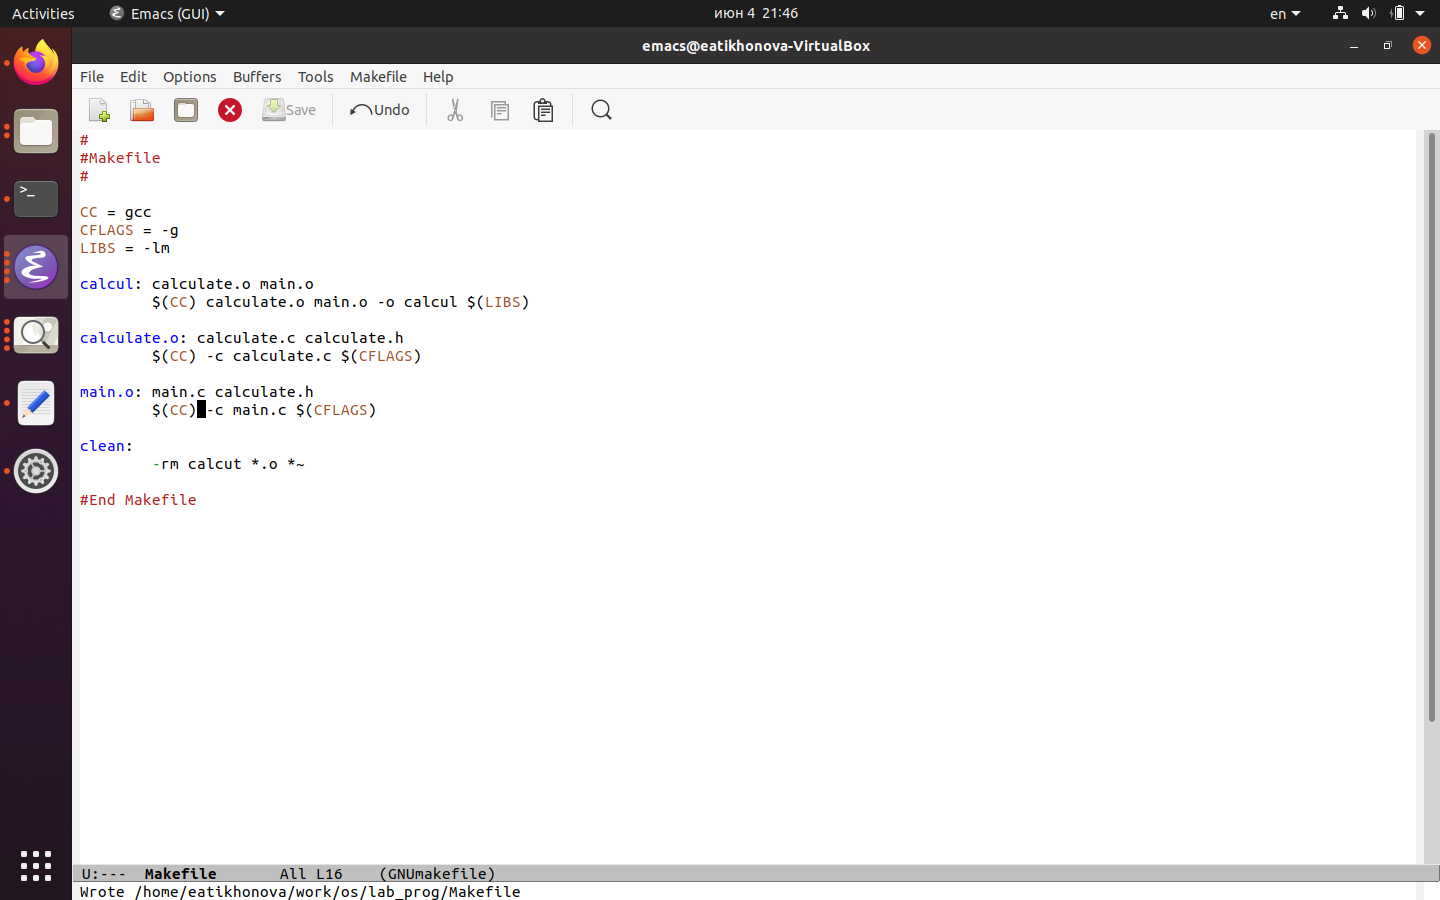 Activities Emacs (GUI) июн 4 21:46 en
emacs@eatikhonova-VirtualBox
File Edit Options Buffers Tools Makefile Help
Save Undo
#
#Makefile
#
CC = gcc
CFLAGS = -g
LIBS = -lm
calcul: calculate.o main.o
$(CC) calculate.o main.o -o calcul $(LIBS)
calculate.o: calculate.c calculate.h
$(CC) -c calculate.c $(CFLAGS)
main.o: main.c calculate.h
$(CC) -c main.c $(CFLAGS)
clean:
-rm calcut *.o *~
#End Makefile
U:--- Makefile All L16 (GNUmakefile)
Wrote /home/eatikhonova/work/os/lab_prog/Makefile